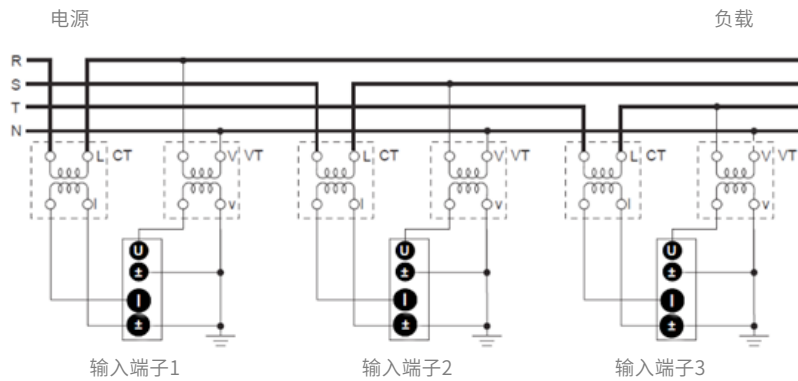 电源 负载
R
S
T
N
L CT V VT L CT V VT L CT V VT
l v l v l v
U U U
± ± ±
I I I
± ± ±
输入端子1 输入端子2 输入端子3